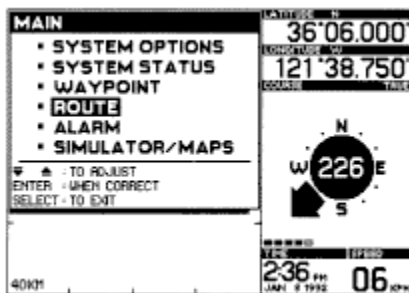 MAIN
▪ SYSTEM OPTIONS
▪ SYSTEM STATUS
▪ WAYPOINT
▪ ROUTE
▪ ALARM
▪ SIMULATOR/MAPS
: TO ADJUST
ENTER : WHEN CORRECT
SELECT : TO EXIT
40KM
LATITUDE N
36°06.000'
LONGITUDE W
121°38.750'
COURSE TRUE
N
W 226 E
S
TIME
2:36 PM
JAN 8 1992
SPEED
06 KPH